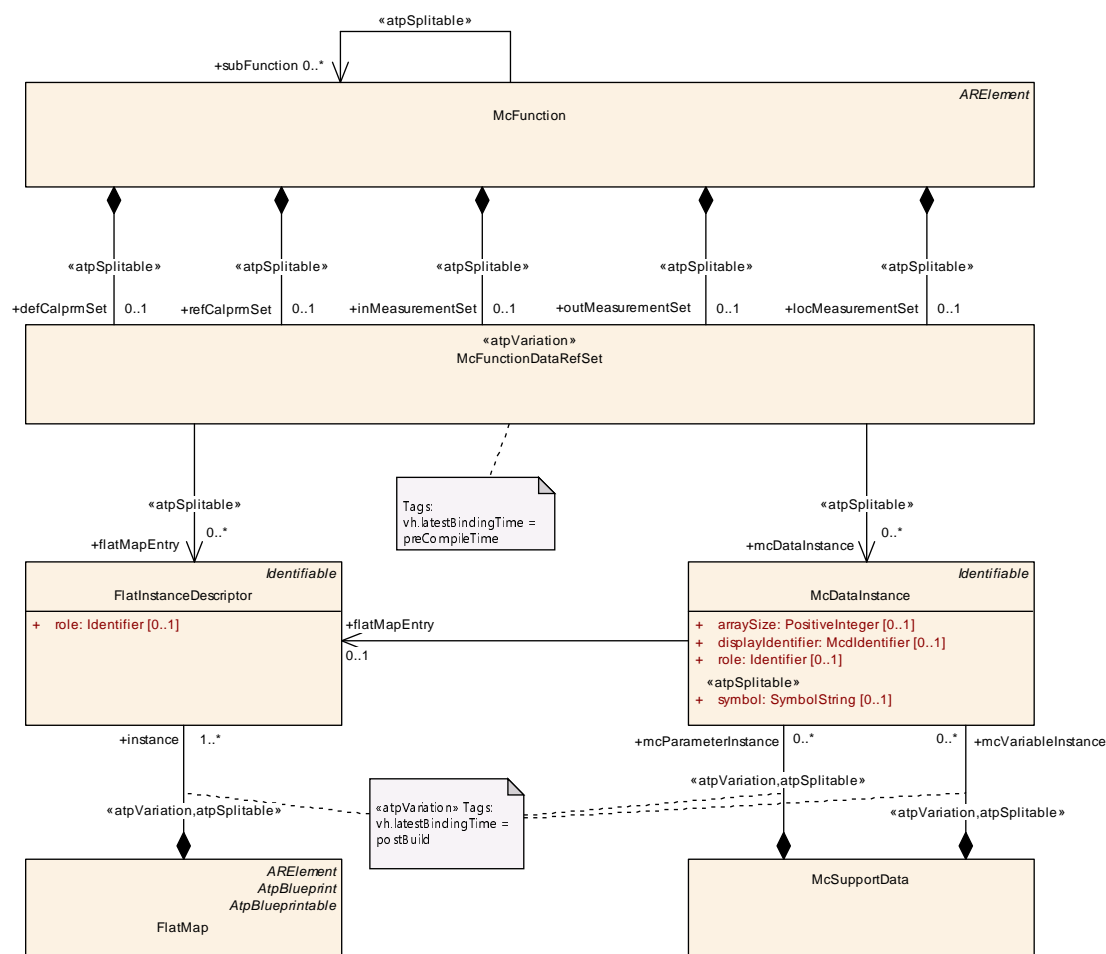 «atpSplitable»
+subFunction 0..*
ARElement
McFunction
«atpSplitable» «atpSplitable» «atpSplitable» «atpSplitable» «atpSplitable»
+defCalprmSet 0..1 +refCalprmSet 0..1 +inMeasurementSet 0..1 +outMeasurementSet 0..1 +locMeasurementSet 0..1
«atpVariation»
McFunctionDataRefSet
Tags:
vh.latestBindingTime =
preCompileTime
«atpSplitable» «atpSplitable»
0..* 0..*
+flatMapEntry +mcDataInstance
Identifiable
FlatInstanceDescriptor
+ role: Identifier [0..1]
+flatMapEntry
0..1
Identifiable
McDataInstance
+ arraySize: PositiveInteger [0..1]
+ displayIdentifier: McdIdentifier [0..1]
+ role: Identifier [0..1]
«atpSplitable»
+ symbol: SymbolString [0..1]
+instance 1..*
+mcParameterInstance 0..* 0..* +mcVariableInstance
«atpVariation,atpSplitable»
«atpVariation,atpSplitable»
«atpVariation,atpSplitable»
«atpVariation» Tags:
vh.latestBindingTime =
postBuild
ARElement
AtpBlueprint
AtpBlueprintable
FlatMap
McSupportData